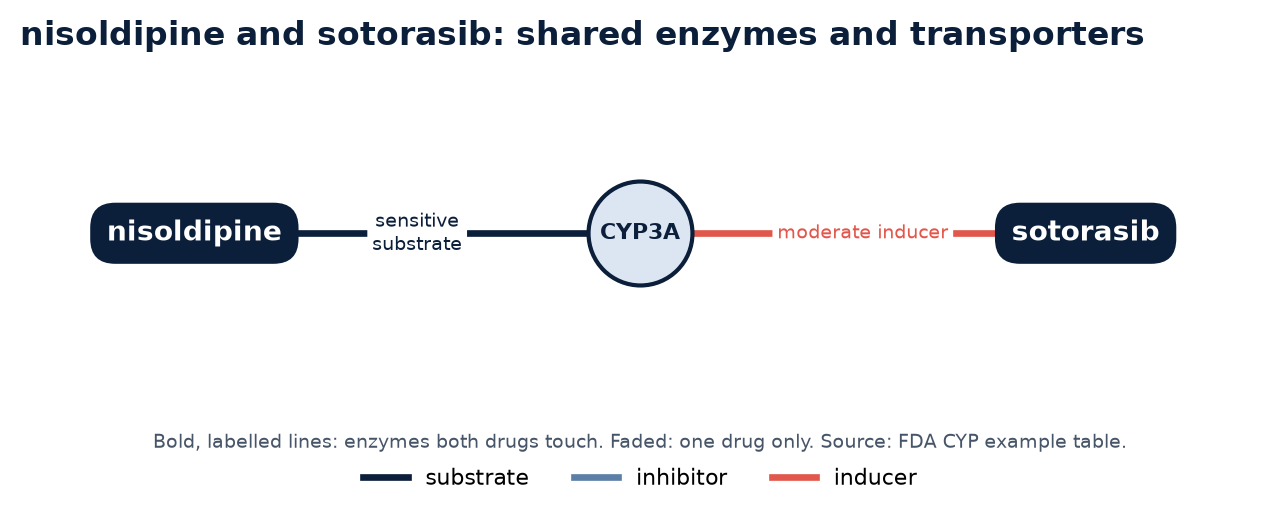 nisoldipine and sotorasib: shared enzymes and transporters
nisoldipine
sensitive
substrate
CYP3A
moderate inducer
sotorasib
Bold, labelled lines: enzymes both drugs touch. Faded: one drug only. Source: FDA CYP example table.
substrate
inhibitor
inducer